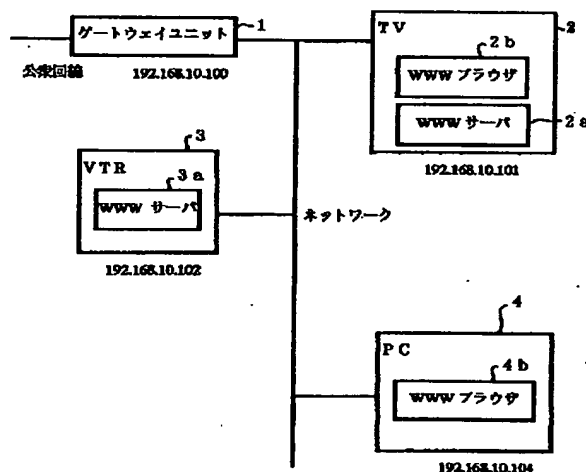 ゲートウェイユニット
1
公衆回線
192.168.10.100
TV
2
2b
WWW ブラウザ
2a
WWW サーバ
192.168.10.101
3
VTR
3a
WWW サーバ
192.168.10.102
ネットワーク
4
PC
4b
WWW ブラウザ
192.168.10.104